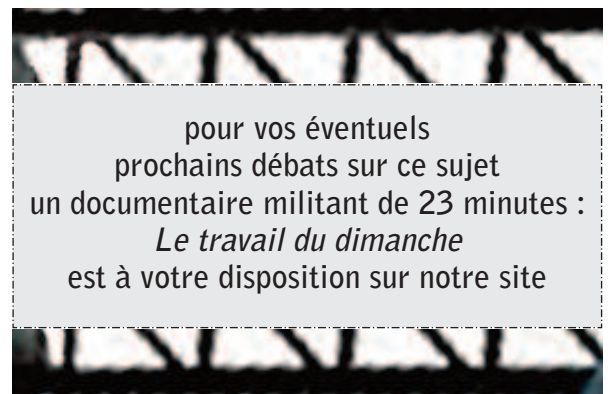 pour vos éventuels
prochains débats sur ce sujet
un documentaire militant de 23 minutes :
Le travail du dimanche
est à votre disposition sur notre site